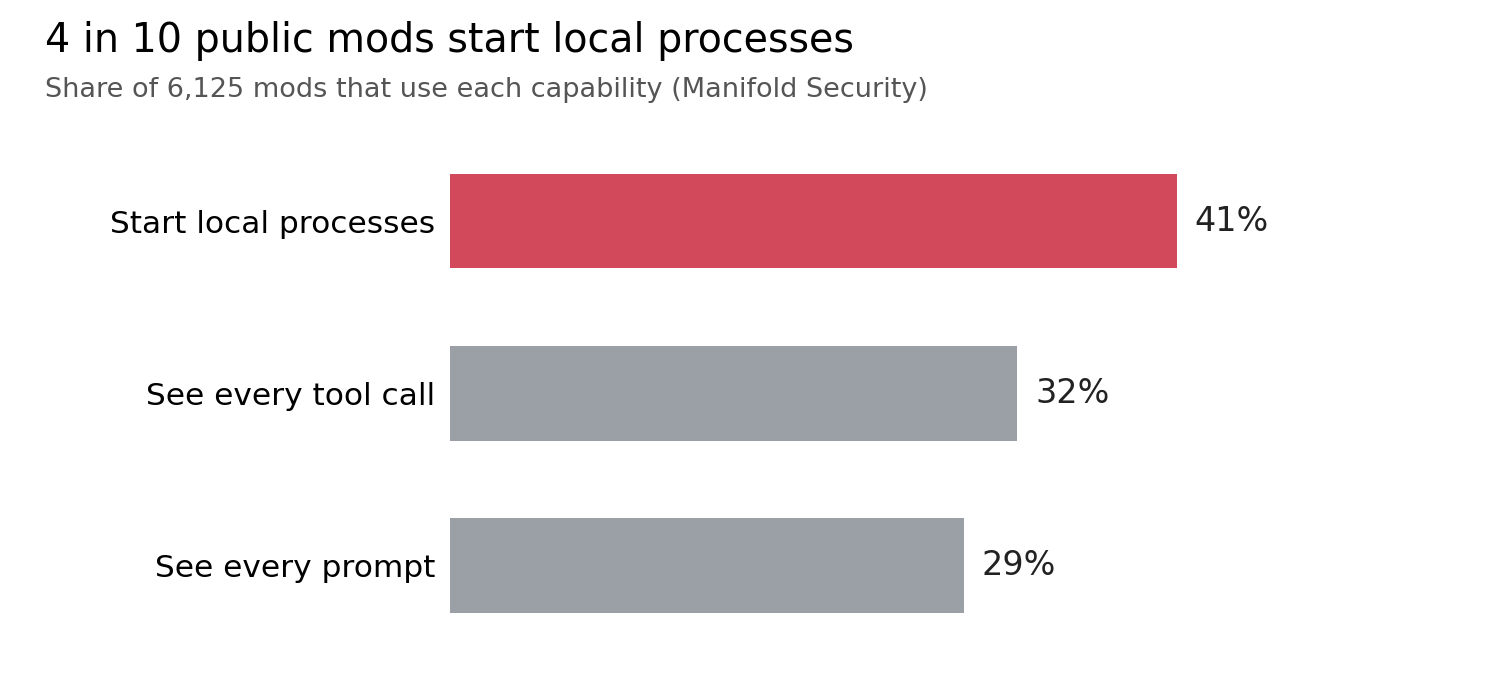 4 in 10 public mods start local processes
Share of 6,125 mods that use each capability (Manifold Security)
Start local processes 41%
See every tool call 32%
See every prompt 29%